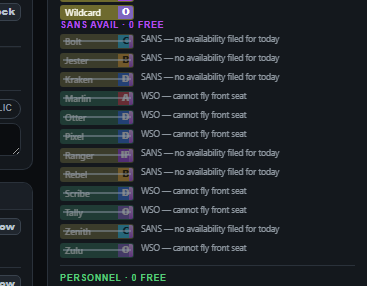 ock
Wildcard O
SANS AVAIL · 0 FREE
Bolt C SANS — no availability filed for today
Jester B SANS — no availability filed for today
Kraken D SANS — no availability filed for today
Marlin A WSO — cannot fly front seat
Otter D WSO — cannot fly front seat
Pixel D WSO — cannot fly front seat
Ranger IP SANS — no availability filed for today
Rebel B SANS — no availability filed for today
Scribe D WSO — cannot fly front seat
Tally O WSO — cannot fly front seat
Zenith C SANS — no availability filed for today
Zulu O WSO — cannot fly front seat
LIC
ow
ow
PERSONNEL · 0 FREE